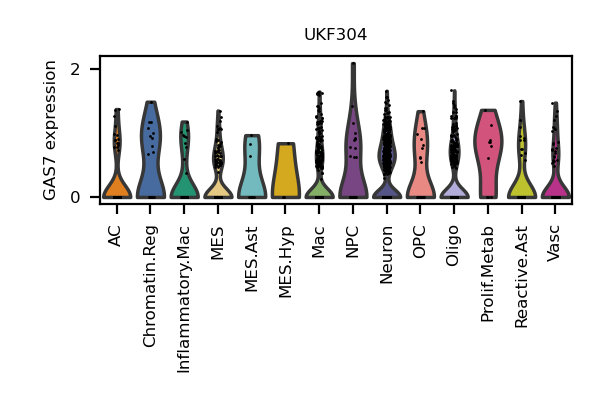 UKF304
GAS7 expression
2
0
AC
Chromatin.Reg
Inflammatory.Mac
MES
MES.Ast
MES.Hyp
Mac
NPC
Neuron
OPC
Oligo
Prolif.Metab
Reactive.Ast
Vasc